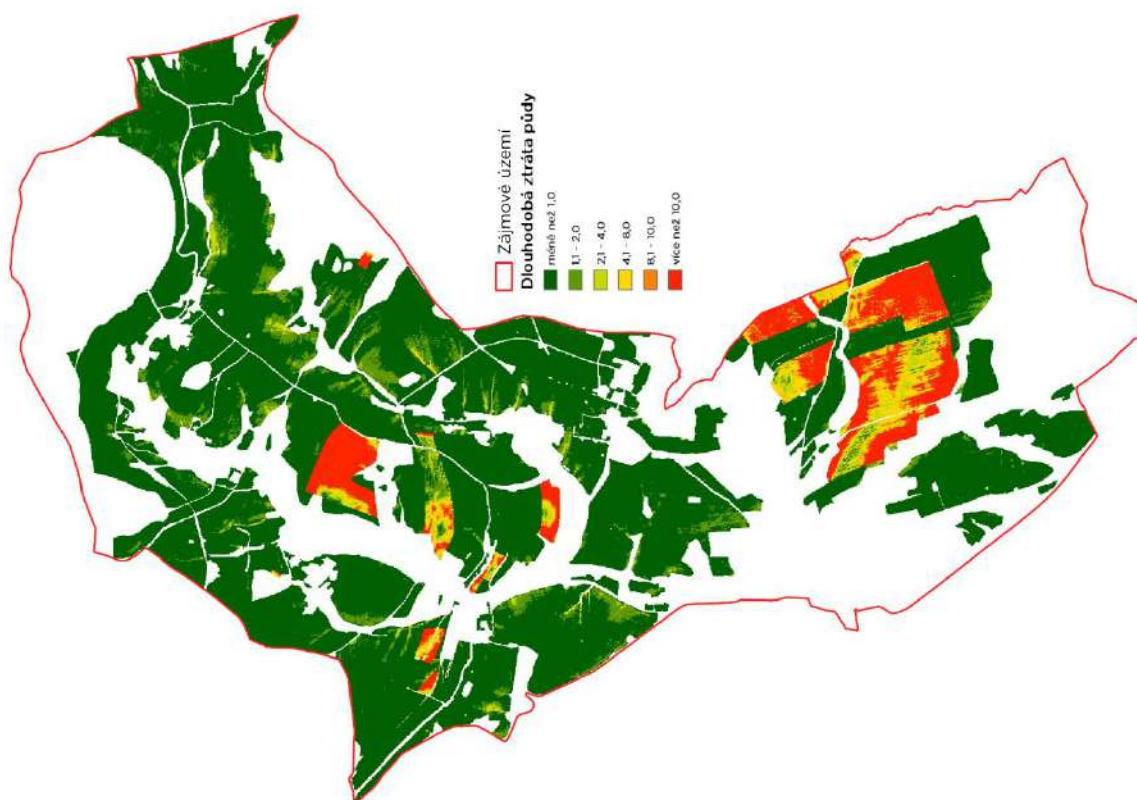 Zájmové území
Dlouhodobá ztráta půdy
méně než 1,0
1,1 - 2,0
2,1 - 4,0
4,1 - 8,0
8,1 - 10,0
více než 10,0